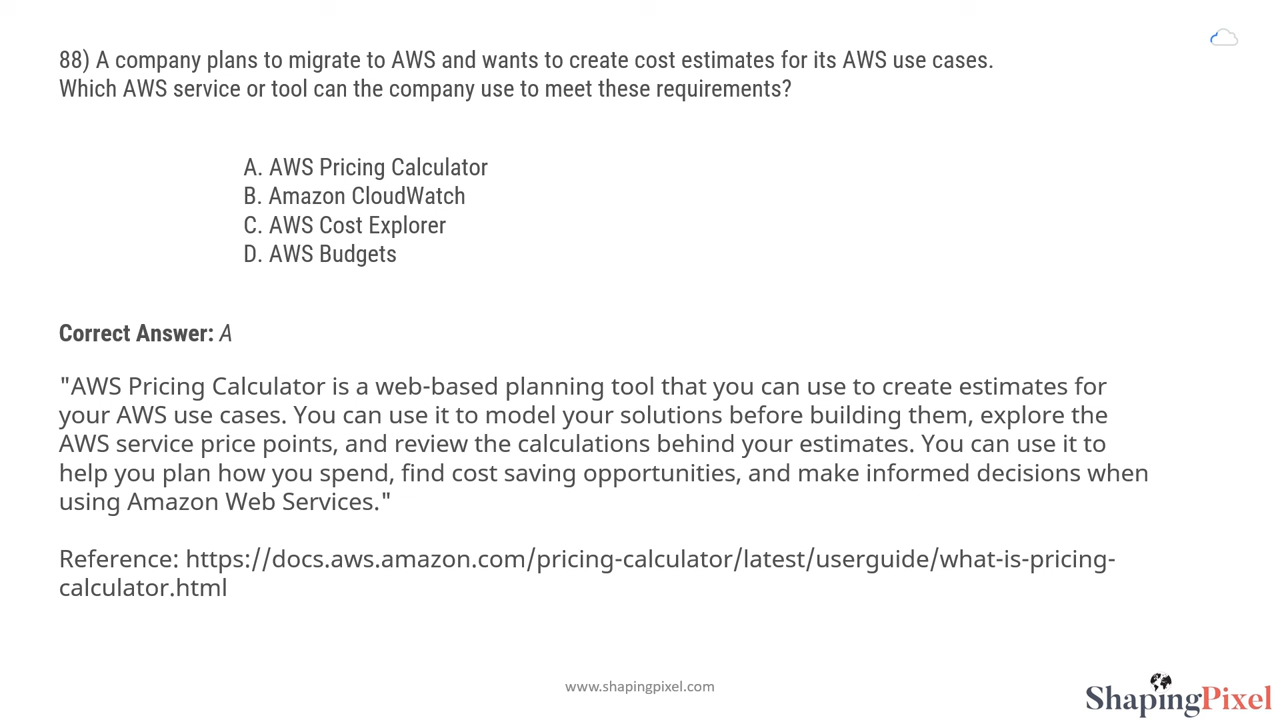 88) A company plans to migrate to AWS and wants to create cost estimates for its AWS use cases.
Which AWS service or tool can the company use to meet these requirements?
A. AWS Pricing Calculator
B. Amazon CloudWatch
C. AWS Cost Explorer
D. AWS Budgets
Correct Answer: A
"AWS Pricing Calculator is a web-based planning tool that you can use to create estimates for
your AWS use cases. You can use it to model your solutions before building them, explore the
AWS service price points, and review the calculations behind your estimates. You can use it to
help you plan how you spend, find cost saving opportunities, and make informed decisions when
using Amazon Web Services."
Reference: https://docs.aws.amazon.com/pricing-calculator/latest/userguide/what-is-pricing-
calculator.html
www.shapingpixel.com
ShapingPixel